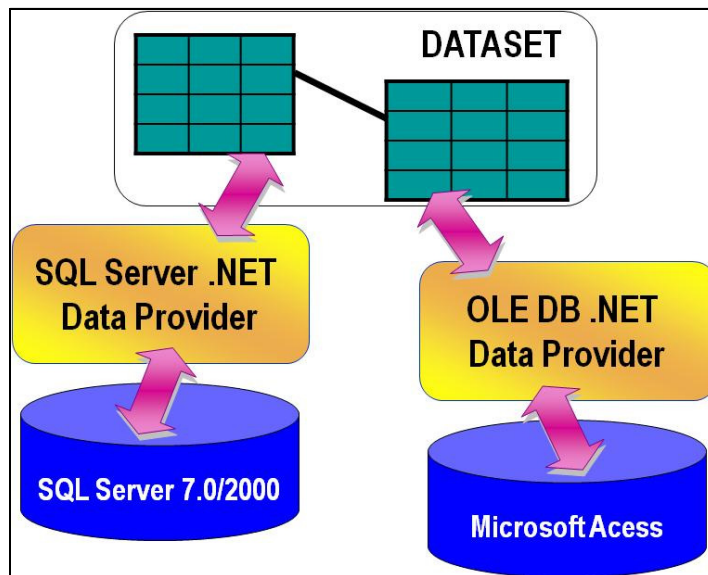 DATASET
SQL Server .NET
Data Provider
OLE DB .NET
Data Provider
SQL Server 7.0/2000
Microsoft Acess